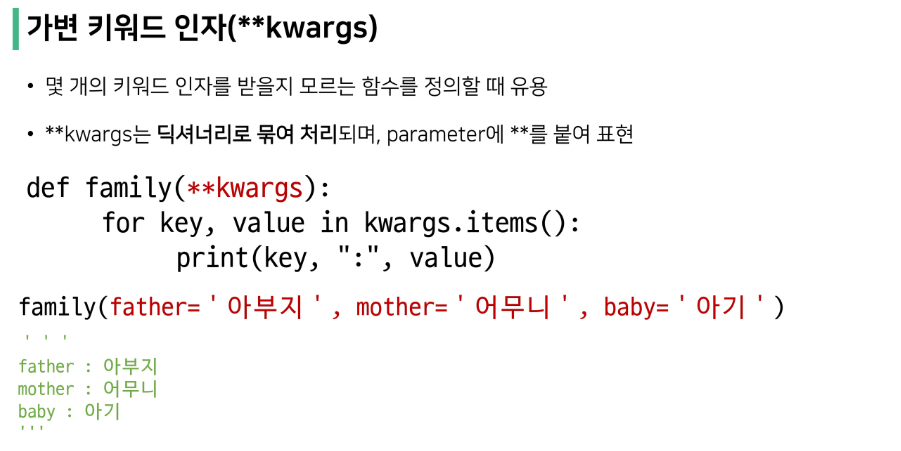 가변 키워드 인자(**kwargs)
• 몇 개의 키워드 인자를 받을지 모르는 함수를 정의할 때 유용
• **kwargs는 딕셔너리로 묶여 처리되며, parameter에 **를 붙여 표현
def family(**kwargs):
    for key, value in kwargs.items():
        print(key, ":", value)
family(father='아부지', mother='어무니', baby='아기')
'''
father : 아부지
mother : 어무니
baby : 아기
'''